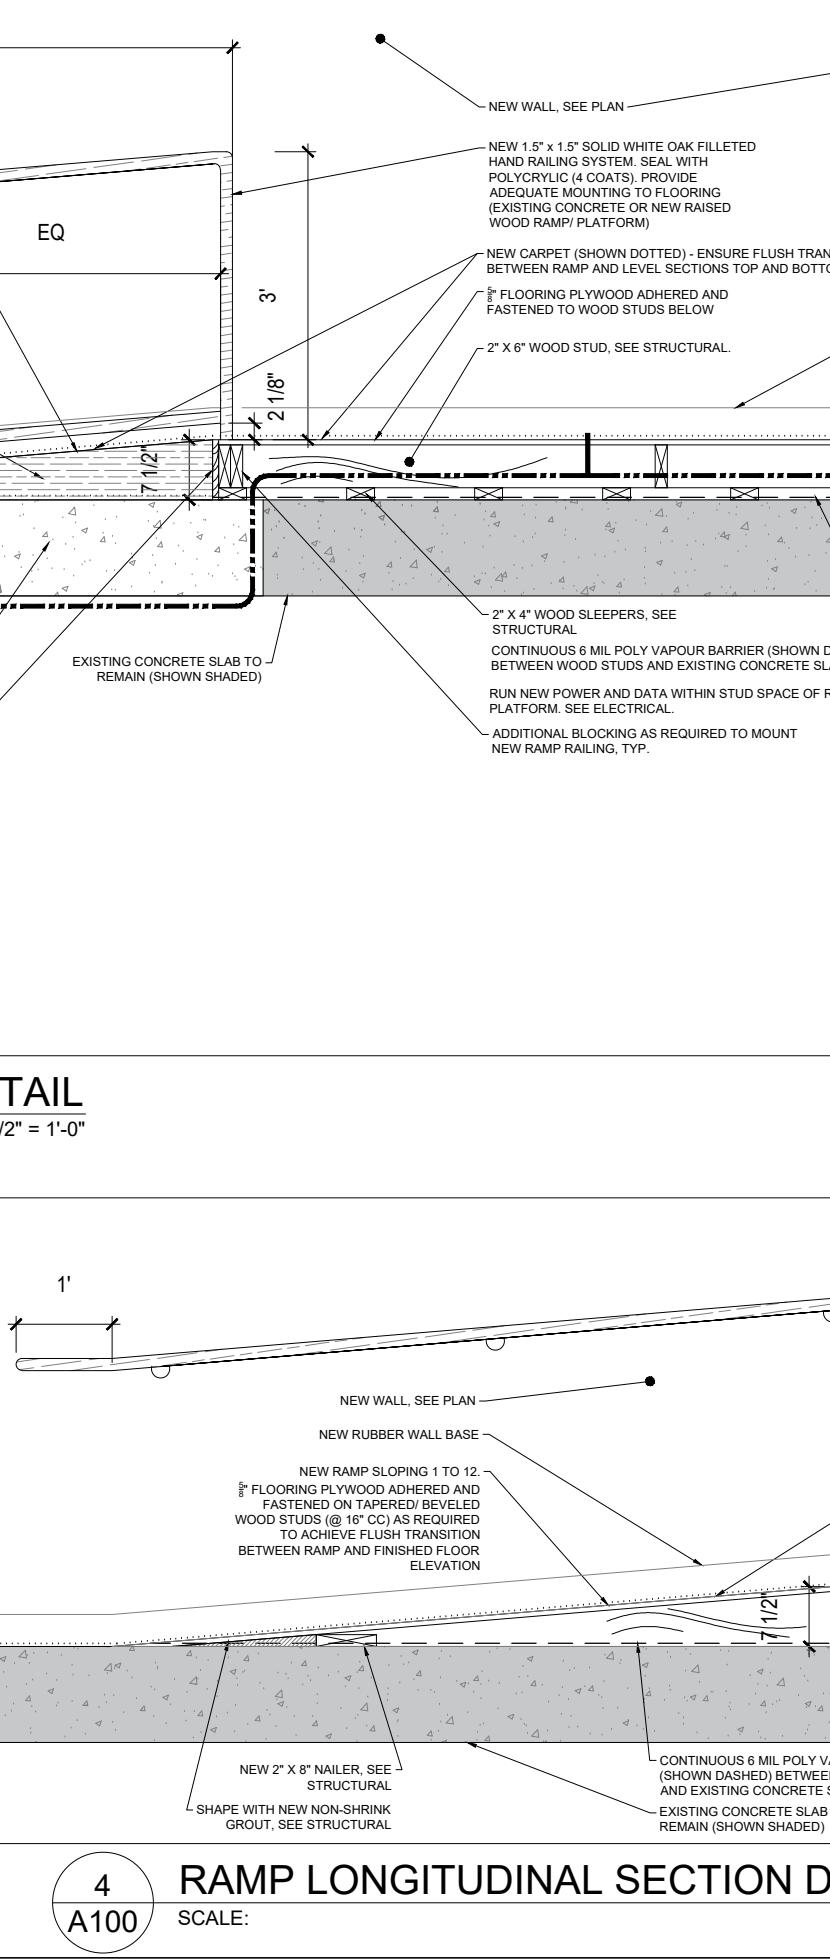 NEW WALL, SEE PLAN
NEW 1.5" x 1.5" SOLID WHITE OAK FILLETED
HAND RAILING SYSTEM. SEAL WITH
POLYCRYLIC (4 COATS). PROVIDE
ADEQUATE MOUNTING TO FLOORING
(EXISTING CONCRETE OR NEW RAISED
WOOD RAMP/ PLATFORM)
EQ
NEW CARPET (SHOWN DOTTED) - ENSURE FLUSH TRAN
BETWEEN RAMP AND LEVEL SECTIONS TOP AND BOTTO
3'
5/8" FLOORING PLYWOOD ADHERED AND
FASTENED TO WOOD STUDS BELOW
2" X 6" WOOD STUD, SEE STRUCTURAL.
2 1/8"
7 1/2"
2" X 4" WOOD SLEEPERS, SEE
STRUCTURAL
CONTINUOUS 6 MIL POLY VAPOUR BARRIER (SHOWN D
BETWEEN WOOD STUDS AND EXISTING CONCRETE SL
EXISTING CONCRETE SLAB TO
REMAIN (SHOWN SHADED)
RUN NEW POWER AND DATA WITHIN STUD SPACE OF R
PLATFORM. SEE ELECTRICAL.
ADDITIONAL BLOCKING AS REQUIRED TO MOUNT
NEW RAMP RAILING, TYP.
TAIL
/2" = 1'-0"
1'
NEW WALL, SEE PLAN
NEW RUBBER WALL BASE
NEW RAMP SLOPING 1 TO 12.
5/8" FLOORING PLYWOOD ADHERED AND
FASTENED ON TAPERED/ BEVELED
WOOD STUDS (@ 16" CC) AS REQUIRED
TO ACHIEVE FLUSH TRANSITION
BETWEEN RAMP AND FINISHED FLOOR
ELEVATION
7 1/2"
NEW 2" X 8" NAILER, SEE
STRUCTURAL
SHAPE WITH NEW NON-SHRINK
GROUT, SEE STRUCTURAL
CONTINUOUS 6 MIL POLY VA
(SHOWN DASHED) BETWEE
AND EXISTING CONCRETE S
EXISTING CONCRETE SLAB
REMAIN (SHOWN SHADED)
4
A100
RAMP LONGITUDINAL SECTION D
SCALE: